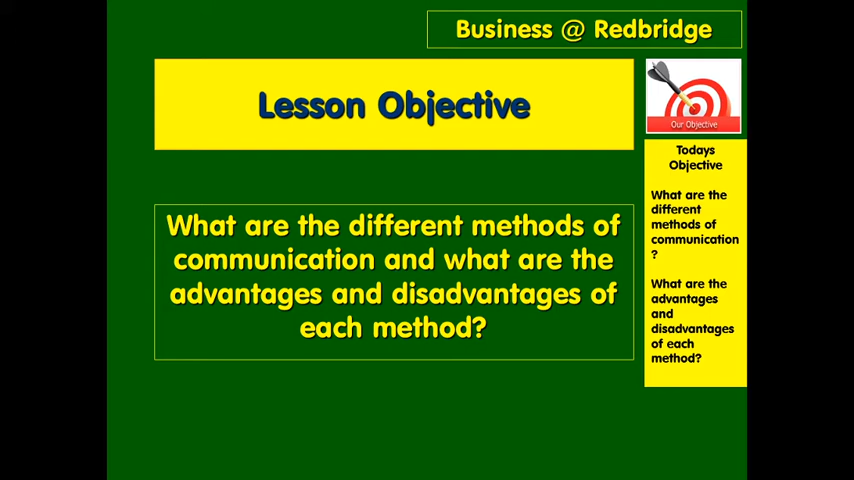 Business @ Redbridge
Lesson Objective
Our Objective
Todays
Objective
What are the
different
methods of
communication
?
What are the
advantages
and
disadvantages
of each
method?
What are the different methods of
communication and what are the
advantages and disadvantages of
each method?